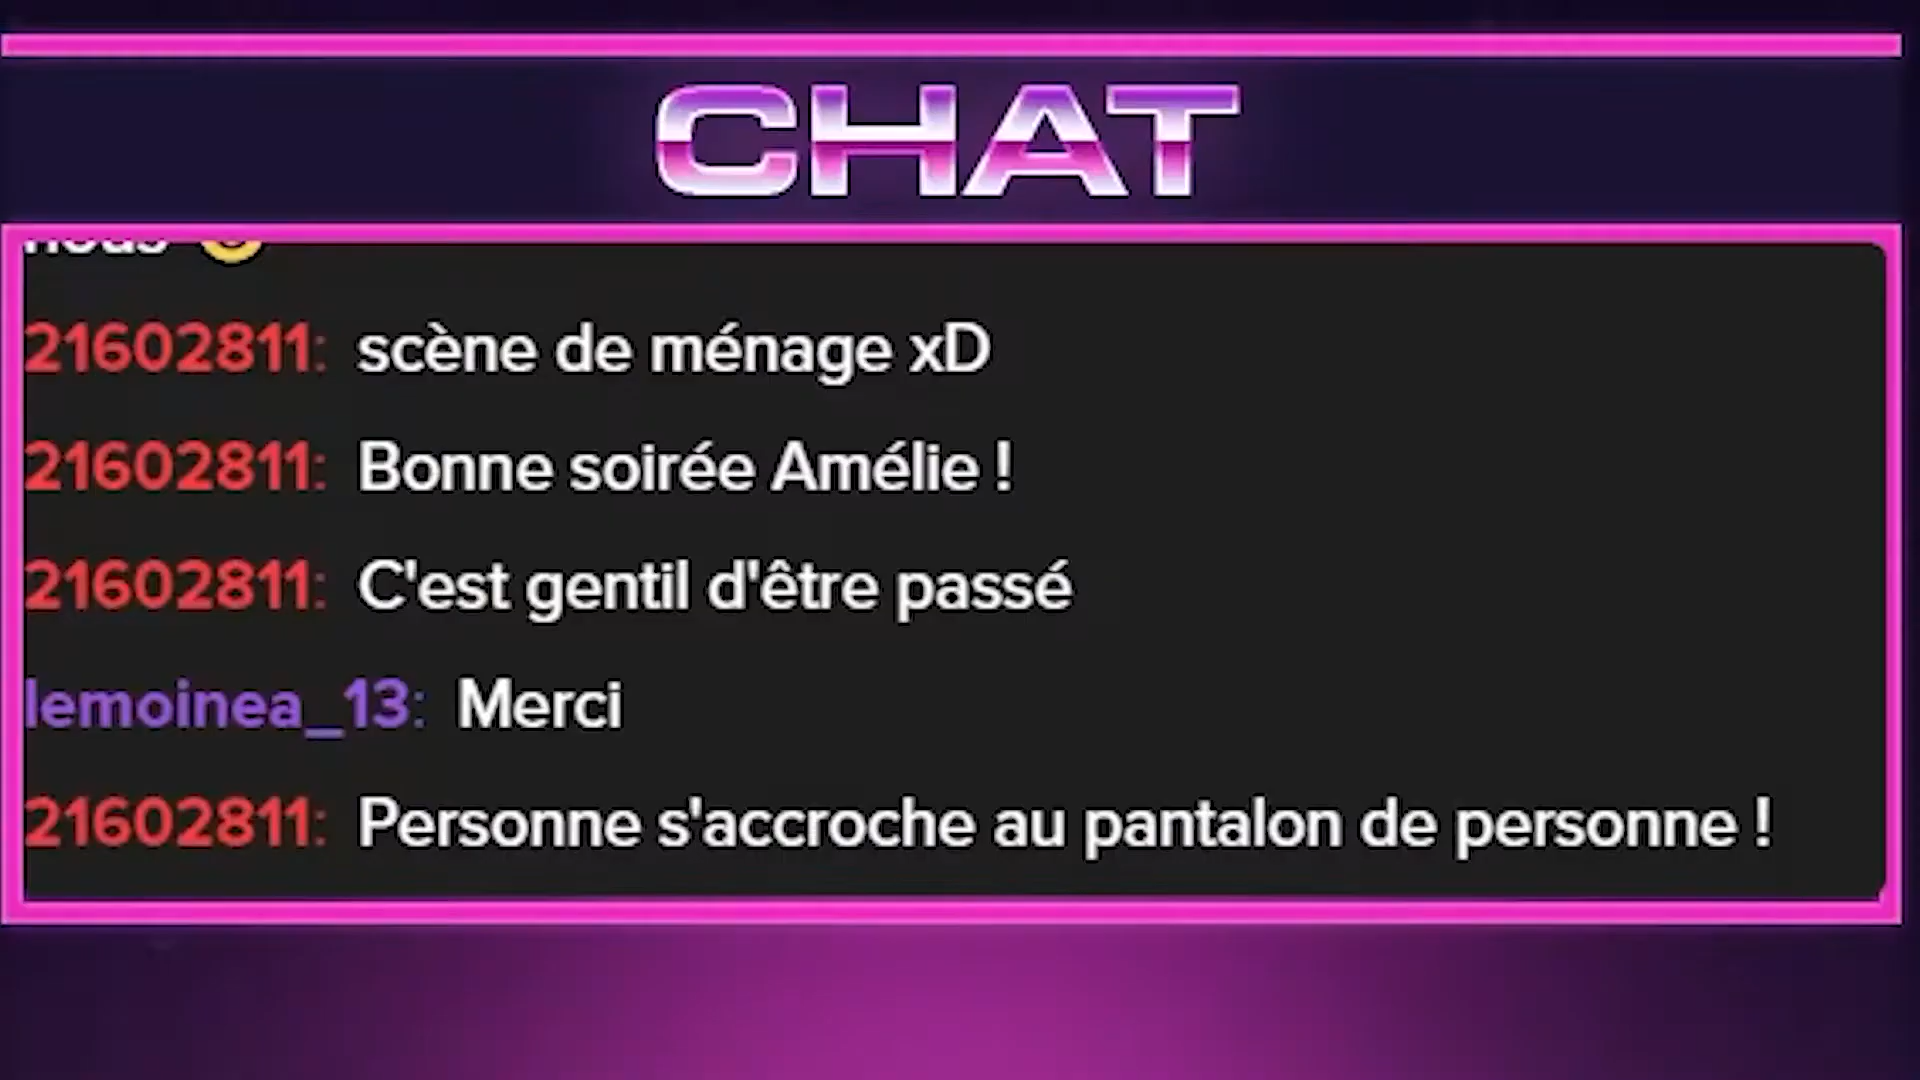 CHAT
nous
21602811: scène de ménage xD
21602811: Bonne soirée Amélie !
21602811: C'est gentil d'être passé
lemoinea_13: Merci
21602811: Personne s'accroche au pantalon de personne !